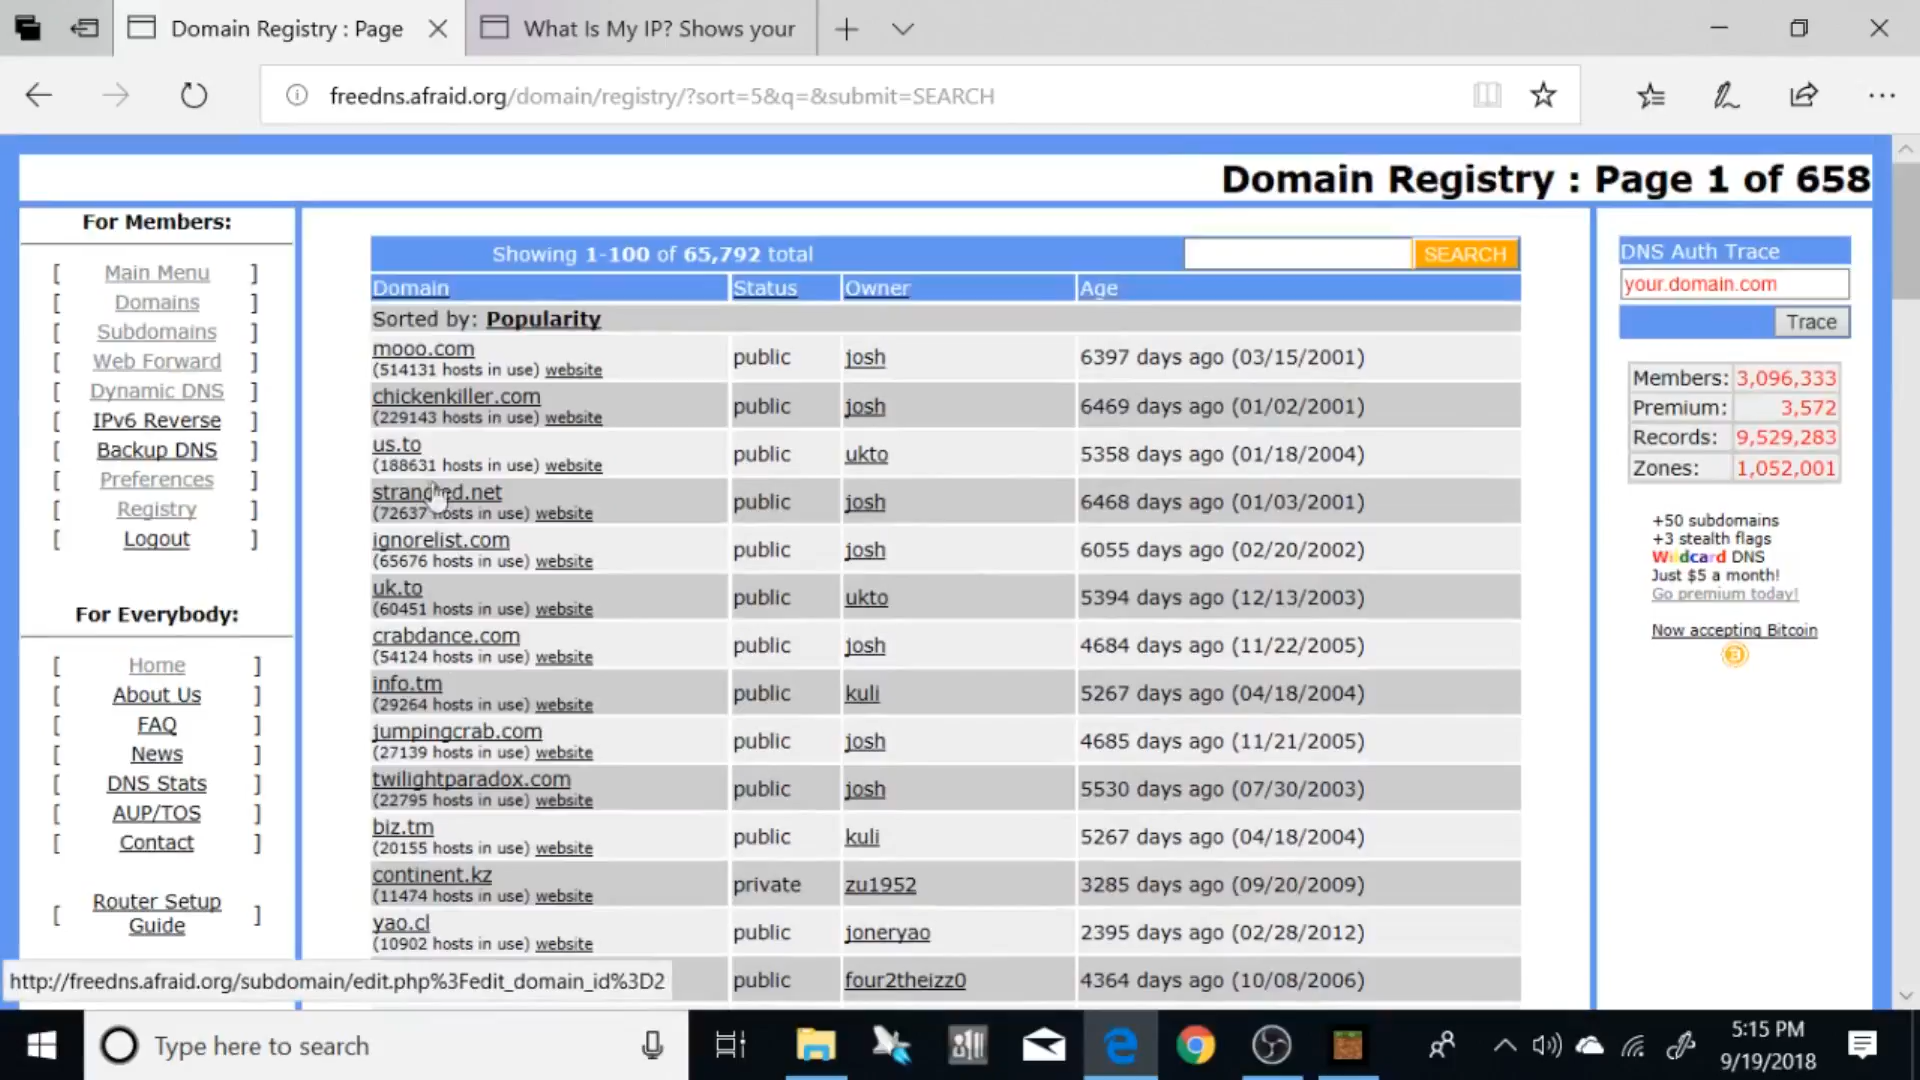 Domain Registry : Page
What Is My IP? Shows your
freedns.afraid.org/domain/registry/?sort=5&q=&submit=SEARCH
Domain Registry : Page 1 of 658
For Members:
[ Main Menu ]
[ Domains ]
[ Subdomains ]
[ Web Forward ]
[ Dynamic DNS ]
[ IPv6 Reverse ]
[ Backup DNS ]
[ Preferences ]
[ Registry ]
[ Logout ]
For Everybody:
[ Home ]
[ About Us ]
[ FAQ ]
[ News ]
[ DNS Stats ]
[ AUP/TOS ]
[ Contact ]
[ Router Setup
Guide ]
Showing 1-100 of 65,792 total SEARCH
Domain Status Owner Age
Sorted by: Popularity
mooo.com
(514131 hosts in use) website public josh 6397 days ago (03/15/2001)
chickenkiller.com
(229143 hosts in use) website public josh 6469 days ago (01/02/2001)
us.to
(188631 hosts in use) website public ukto 5358 days ago (01/18/2004)
stranded.net
(72637 hosts in use) website public josh 6468 days ago (01/03/2001)
ignorelist.com
(65676 hosts in use) website public josh 6055 days ago (02/20/2002)
uk.to
(60451 hosts in use) website public ukto 5394 days ago (12/13/2003)
crabdance.com
(54124 hosts in use) website public josh 4684 days ago (11/22/2005)
info.tm
(29264 hosts in use) website public kuli 5267 days ago (04/18/2004)
jumpingcrab.com
(27139 hosts in use) website public josh 4685 days ago (11/21/2005)
twilightparadox.com
(22795 hosts in use) website public josh 5530 days ago (07/30/2003)
biz.tm
(20155 hosts in use) website public kuli 5267 days ago (04/18/2004)
continent.kz
(11474 hosts in use) website private zu1952 3285 days ago (09/20/2009)
yao.cl
(10902 hosts in use) website public joneryao 2395 days ago (02/28/2012)
public four2theizz0 4364 days ago (10/08/2006)
DNS Auth Trace
your.domain.com
Trace
Members: 3,096,333
Premium: 3,572
Records: 9,529,283
Zones: 1,052,001
+50 subdomains
+3 stealth flags
Wildcard DNS
Just $5 a month!
Go premium today!
Now accepting Bitcoin
http://freedns.afraid.org/subdomain/edit.php%3Fedit_domain_id%3D2
Type here to search
5:15 PM
9/19/2018